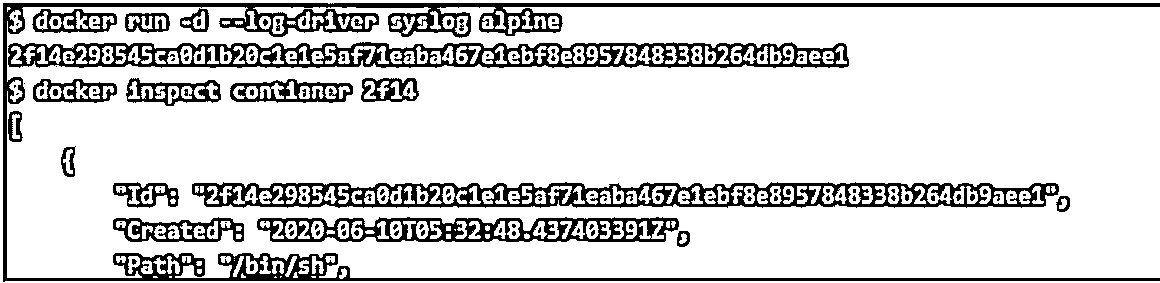 $ docker run -d --log-driver syslog alpine
2f14e298545ca0d1b20c1e1e5af71eaba467e1ebf8e8957848338b264db9aee1
$ docker inspect contianer 2f14
[
{
"Id": "2f14e298545ca0d1b20c1e1e5af71eaba467e1ebf8e8957848338b264db9aee1",
"Created": "2020-06-10T05:32:48.437403391Z",
"Path": "/bin/sh",